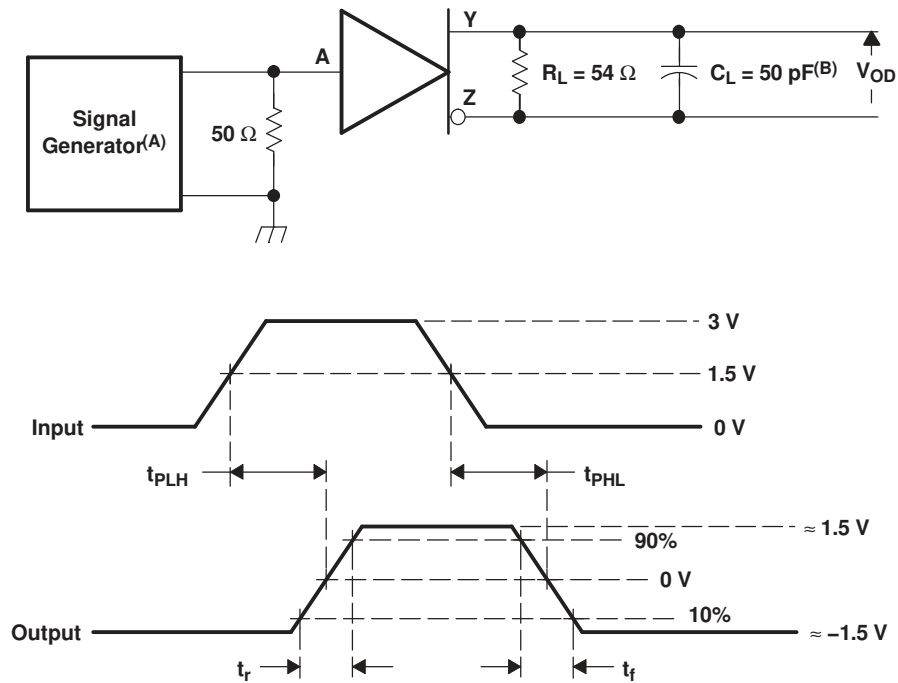 Y
A
R_L = 54 Ω
C_L = 50 pF(B)
V_OD
Z
Signal
Generator(A)
50 Ω
3 V
1.5 V
Input
0 V
t_PLH
t_PHL
≈ 1.5 V
90%
0 V
10%
Output
≈ −1.5 V
t_r
t_f